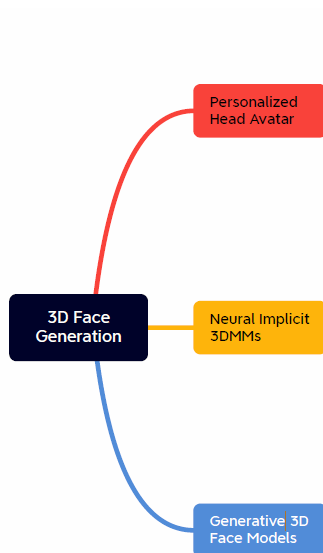 Personalized
Head Avatar
3D Face
Generation
Neural Implicit
3DMMs
Generative 3D
Face Models